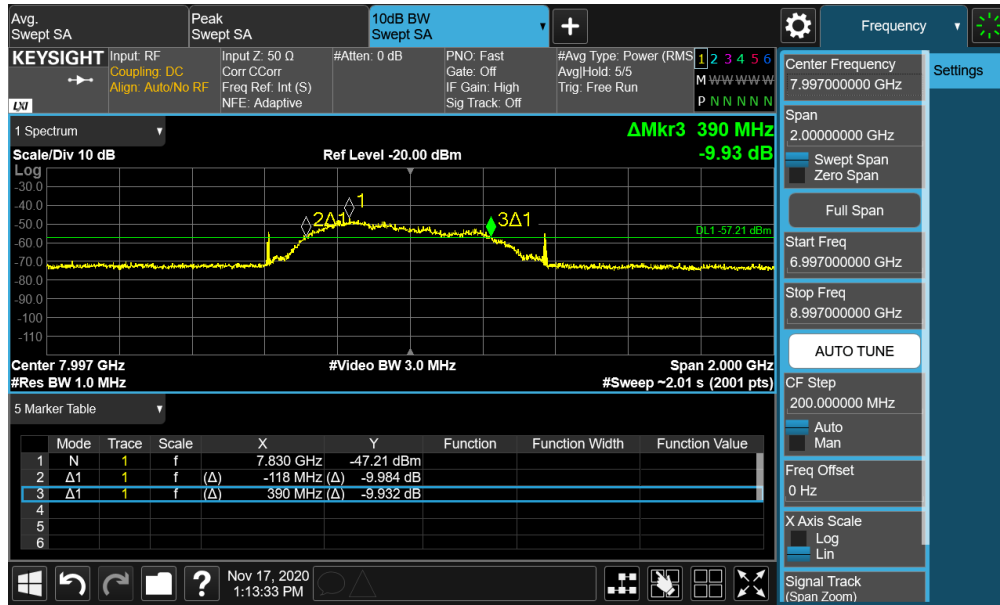 Avg.
Swept SA
Peak
Swept SA
10dB BW
Swept SA
Frequency
KEYSIGHT
LXI
Input: RF
Coupling: DC
Align: Auto/No RF
Input Z: 50 Ω
Corr CCorr
Freq Ref: Int (S)
NFE: Adaptive
#Atten: 0 dB
PNO: Fast
Gate: Off
IF Gain: High
Sig Track: Off
#Avg Type: Power (RMS
Avg|Hold: 5/5
Trig: Free Run
1 2 3 4 5 6
M W W W W W
P N N N N N
1 Spectrum
ΔMkr3 390 MHz
-9.93 dB
Scale/Div 10 dB
Ref Level -20.00 dBm
Log
-30.0
-40.0
-50.0
-60.0
-70.0
-80.0
-90.0
-100
-110
1
2Δ1
3Δ1
DL1 -57.21 dBm
Center 7.997 GHz
#Video BW 3.0 MHz
Span 2.000 GHz
#Res BW 1.0 MHz
#Sweep ~2.01 s (2001 pts)
5 Marker Table
Mode Trace Scale X Y Function Function Width Function Value
1 N 1 f 7.830 GHz -47.21 dBm
2 Δ1 1 f (Δ) -118 MHz (Δ) -9.984 dB
3 Δ1 1 f (Δ) 390 MHz (Δ) -9.932 dB
4
5
6
Nov 17, 2020
1:13:33 PM
Center Frequency
7.997000000 GHz
Settings
Span
2.00000000 GHz
Swept Span
Zero Span
Full Span
Start Freq
6.997000000 GHz
Stop Freq
8.997000000 GHz
AUTO TUNE
CF Step
200.000000 MHz
Auto
Man
Freq Offset
0 Hz
X Axis Scale
Log
Lin
Signal Track
(Span Zoom)